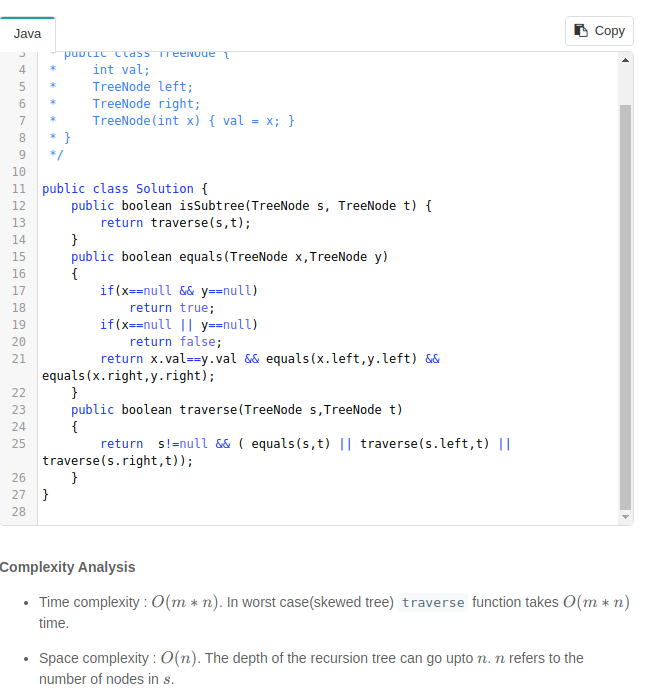 Java
Copy
3 * public class TreeNode {
4 *     int val;
5 *     TreeNode left;
6 *     TreeNode right;
7 *     TreeNode(int x) { val = x; }
8 * }
9 */
10
11 public class Solution {
12     public boolean isSubtree(TreeNode s, TreeNode t) {
13         return traverse(s,t);
14     }
15     public boolean equals(TreeNode x,TreeNode y)
16     {
17         if(x==null && y==null)
18             return true;
19         if(x==null || y==null)
20             return false;
21         return x.val==y.val && equals(x.left,y.left) &&
equals(x.right,y.right);
22     }
23     public boolean traverse(TreeNode s,TreeNode t)
24     {
25         return  s!=null && ( equals(s,t) || traverse(s.left,t) ||
traverse(s.right,t));
26     }
27 }
28
Complexity Analysis
• Time complexity : O(m * n). In worst case(skewed tree) traverse function takes O(m * n)
time.
• Space complexity : O(n). The depth of the recursion tree can go upto n. n refers to the
number of nodes in s.